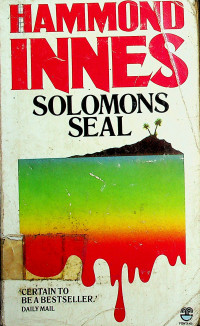 HAMMOND
INNES
SOLOMONS
SEAL
'CERTAIN TO
BE A BESTSELLER.'
DAILY MAIL